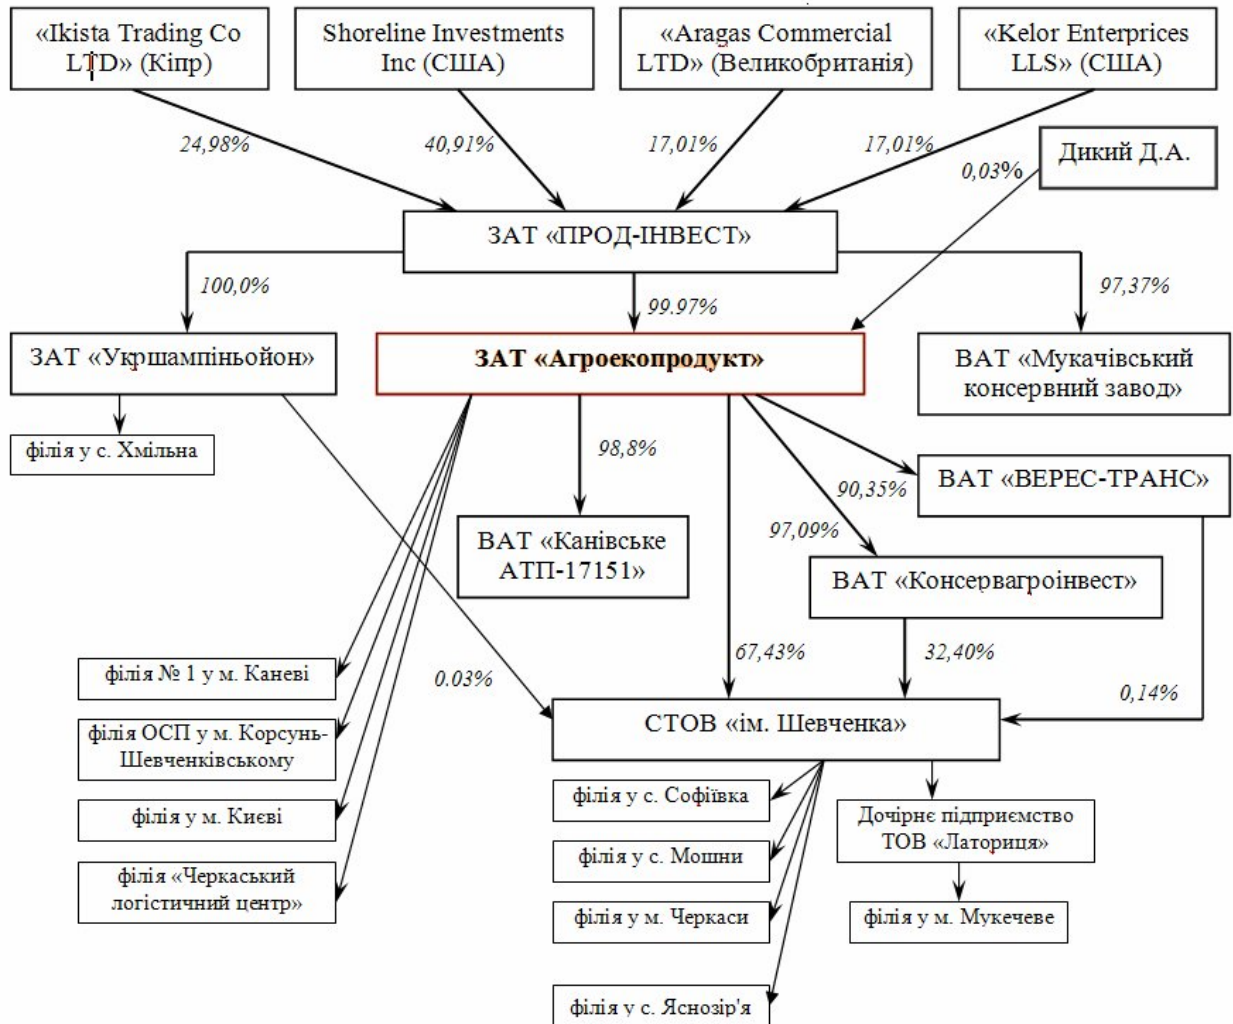 «Ikista Trading Co
LTD» (Кіпр)
Shoreline Investments
Inc (США)
«Aragas Commercial
LTD» (Великобританія)
«Kelor Enterprices
LLS» (США)
24,98%
40,91%
17,01%
17,01%
0,03%
Дикий Д.А.
ЗАТ «ПРОД-ІНВЕСТ»
100,0%
99.97%
97,37%
ЗАТ «Укршампіньойон»
ЗАТ «Агроекопродукт»
ВАТ «Мукачівський
консервний завод»
філія у с. Хмільна
98,8%
90,35%
ВАТ «ВЕРЕС-ТРАНС»
ВАТ «Канівське
АТП-17151»
97,09%
ВАТ «Консервагроінвест»
67,43%
32,40%
0.03%
0,14%
філія № 1 у м. Каневі
філія ОСП у м. Корсунь-
Шевченківському
філія у м. Києві
філія «Черкаський
логістичний центр»
СТОВ «ім. Шевченка»
філія у с. Софіївка
філія у с. Мошни
філія у м. Черкаси
філія у с. Яснозір'я
Дочірнє підприємство
ТОВ «Латориця»
філія у м. Мукечеве